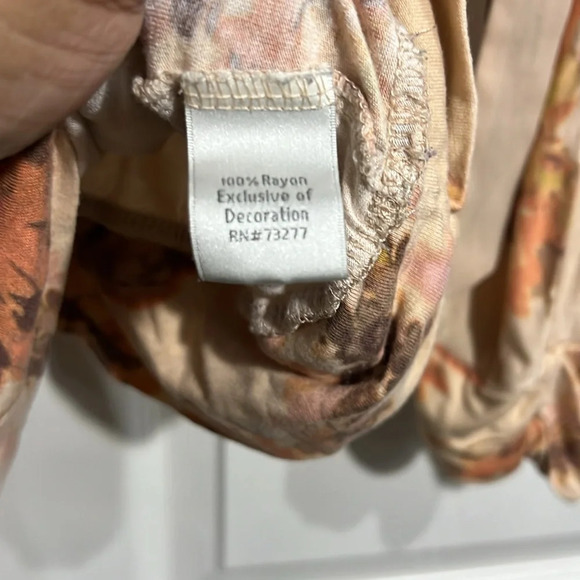 100% Rayon
Exclusive of
Decoration
RN# 73277